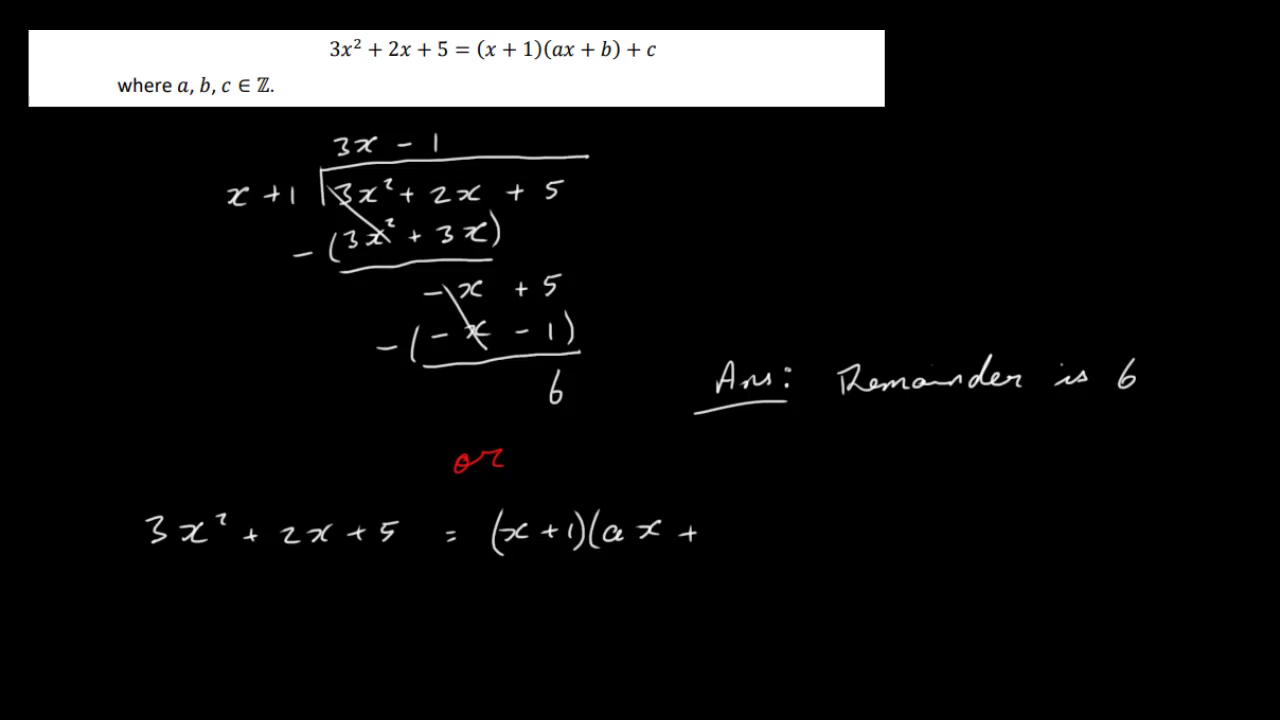 3x² + 2x + 5 = (x + 1)(ax + b) + c
where a, b, c ∈ ℤ.
3x - 1
x + 1 3x² + 2x + 5
- (3x² + 3x)
- x + 5
- (- x - 1)
6
Ans: Remainder is 6
or
3x² + 2x + 5 = (x + 1)(ax +